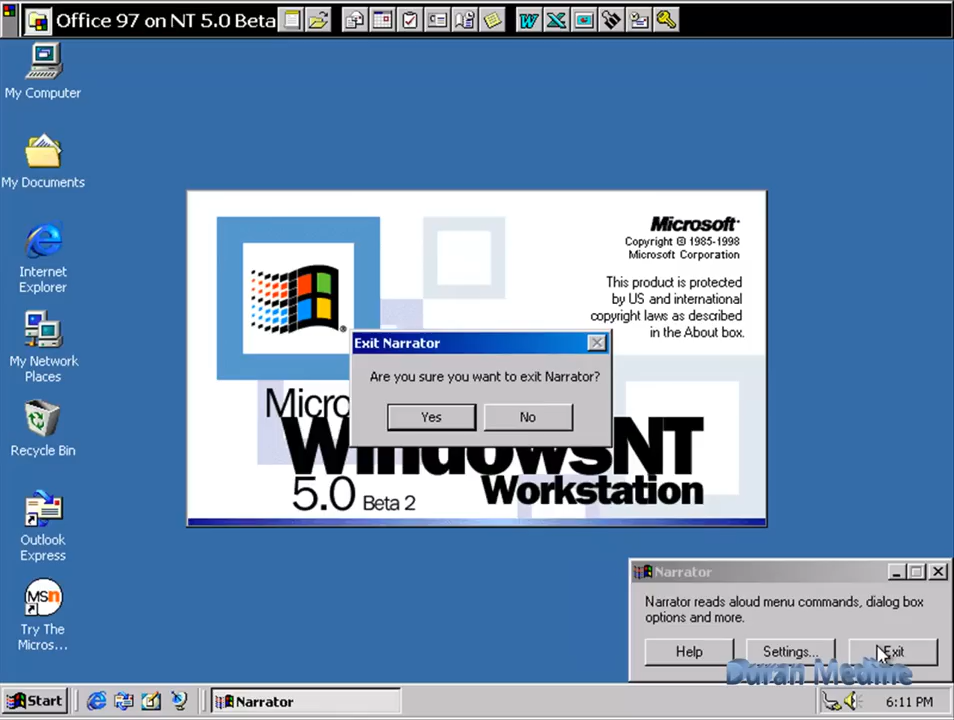 Office 97 on NT 5.0 Beta
My Computer
My Documents
Internet
Explorer
My Network
Places
Recycle Bin
Outlook
Express
MSN
Try The
Micros...
Microsoft
Copyright © 1985-1998
Microsoft Corporation
This product is protected
by US and international
copyright laws as described
in the About box.
Exit Narrator
Are you sure you want to exit Narrator?
Yes
No
Micro
WindowsNT
5.0 Beta 2
Workstation
Narrator
Narrator reads aloud menu commands, dialog box
options and more.
Help
Settings...
Exit
Duran Medine
Start
Narrator
6:11 PM